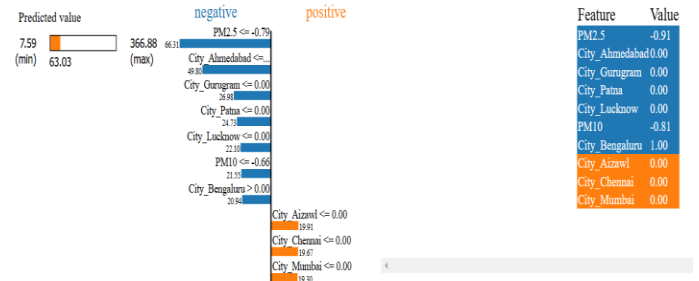 Predicted value
7.59
(min)
63.03
366.88
(max)
negative
positive
PM2.5 <= -0.79
66.31
City_Ahmedabad <=...
49.80
City_Gurugram <= 0.00
26.98
City_Patna <= 0.00
24.73
City_Lucknow <= 0.00
22.10
PM10 <= -0.66
21.55
City_Bengaluru > 0.00
20.94
City_Aizawl <= 0.00
19.91
City_Chennai <= 0.00
19.67
City_Mumbai <= 0.00
19.30
Feature Value
PM2.5 -0.91
City_Ahmedabad 0.00
City_Gurugram 0.00
City_Patna 0.00
City_Lucknow 0.00
PM10 -0.81
City_Bengaluru 1.00
City_Aizawl 0.00
City_Chennai 0.00
City_Mumbai 0.00